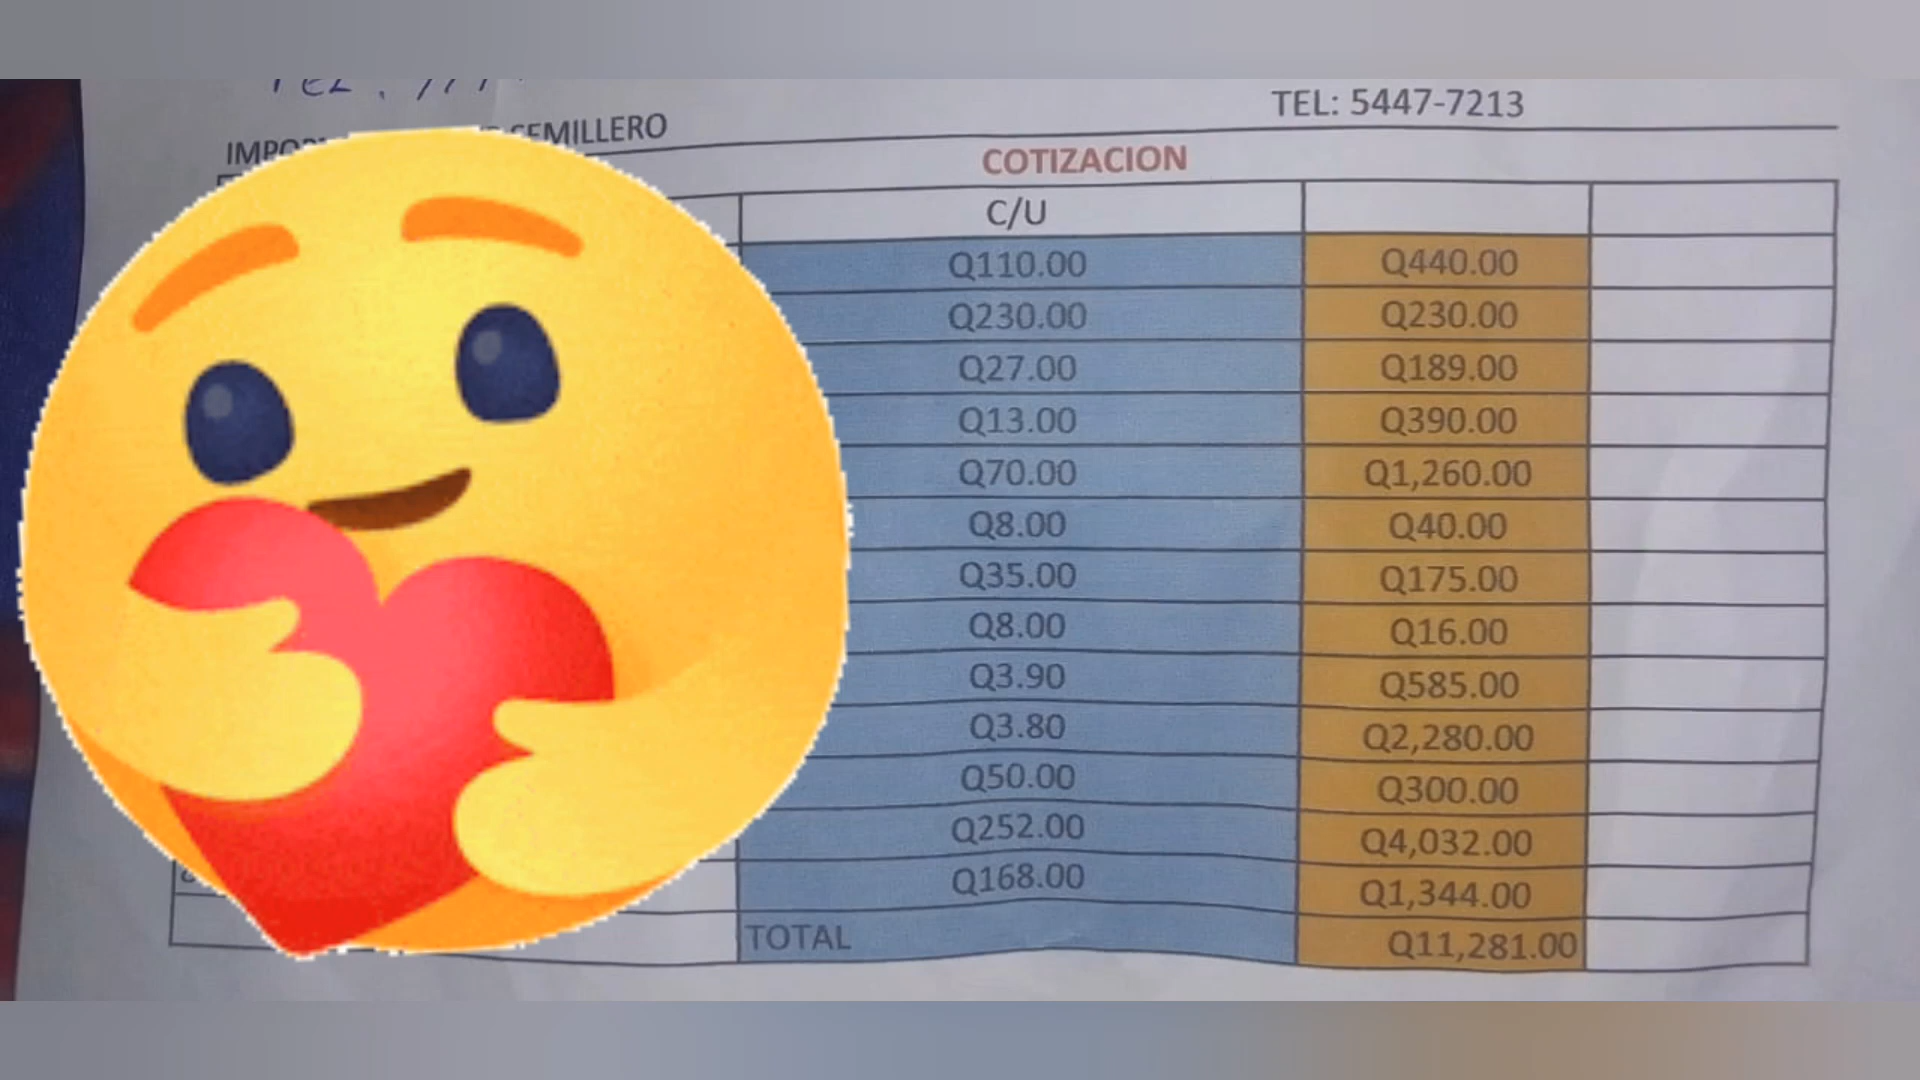 TEL: 5447-7213
SEMILLERO
COTIZACION
C/U
Q110.00 Q440.00
Q230.00 Q230.00
Q27.00 Q189.00
Q13.00 Q390.00
Q70.00 Q1,260.00
Q8.00 Q40.00
Q35.00 Q175.00
Q8.00 Q16.00
Q3.90 Q585.00
Q3.80 Q2,280.00
Q50.00 Q300.00
Q252.00 Q4,032.00
Q168.00 Q1,344.00
TOTAL Q11,281.00